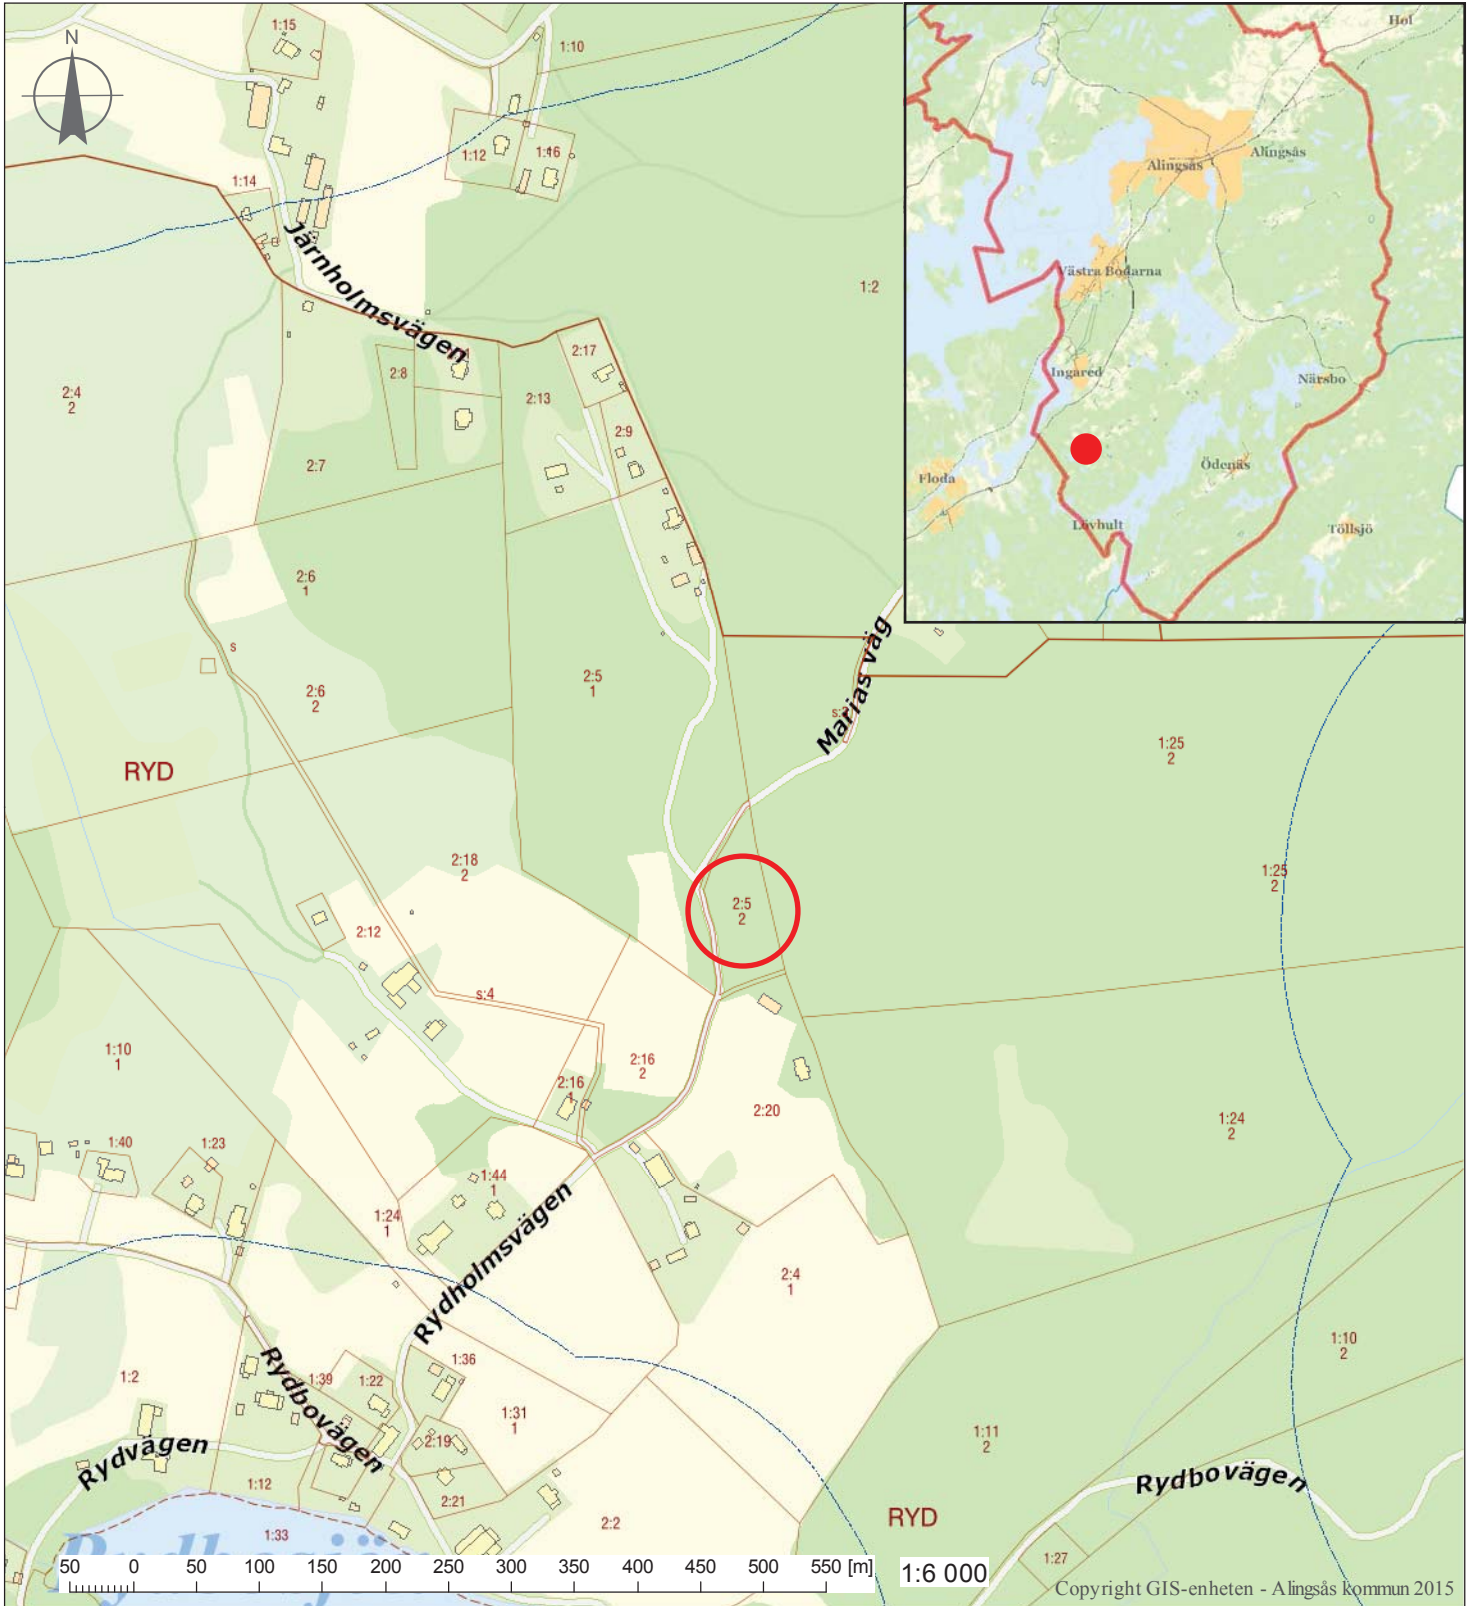 N
1:15
1:10
1:12
1:16
1:14
Järnholmsvägen
1:2
2:17
2:8
2:13
2:4
2
2:9
2:7
2:6
1
s
2:6
2
2:5
1
Marias väg
RYD
1:25
2
2:18
2
1:25
2
2:5
2
2:12
s:4
1:10
1
2:16
2
2:16
1
2:20
1:24
2
1:40
1:23
1:44
1
1:24
1
Rydholmsvägen
2:4
1
1:10
2
1:36
1:2
1:39
1:22
Rydbovägen
1:31
1
1:11
2
2:19
Rydvägen
Rydbovägen
1:12
2:21
1:33
2:2
RYD
1:27
50 0 50 100 150 200 250 300 350 400 450 500 550 [m]
1:6 000
Copyright GIS-enheten - Alingsås kommun 2015
Hol
Alingsås
Alingsås
Västra Bodarna
Ingared
Närsbo
Ödenäs
Floda
Lövhult
Töllsjö